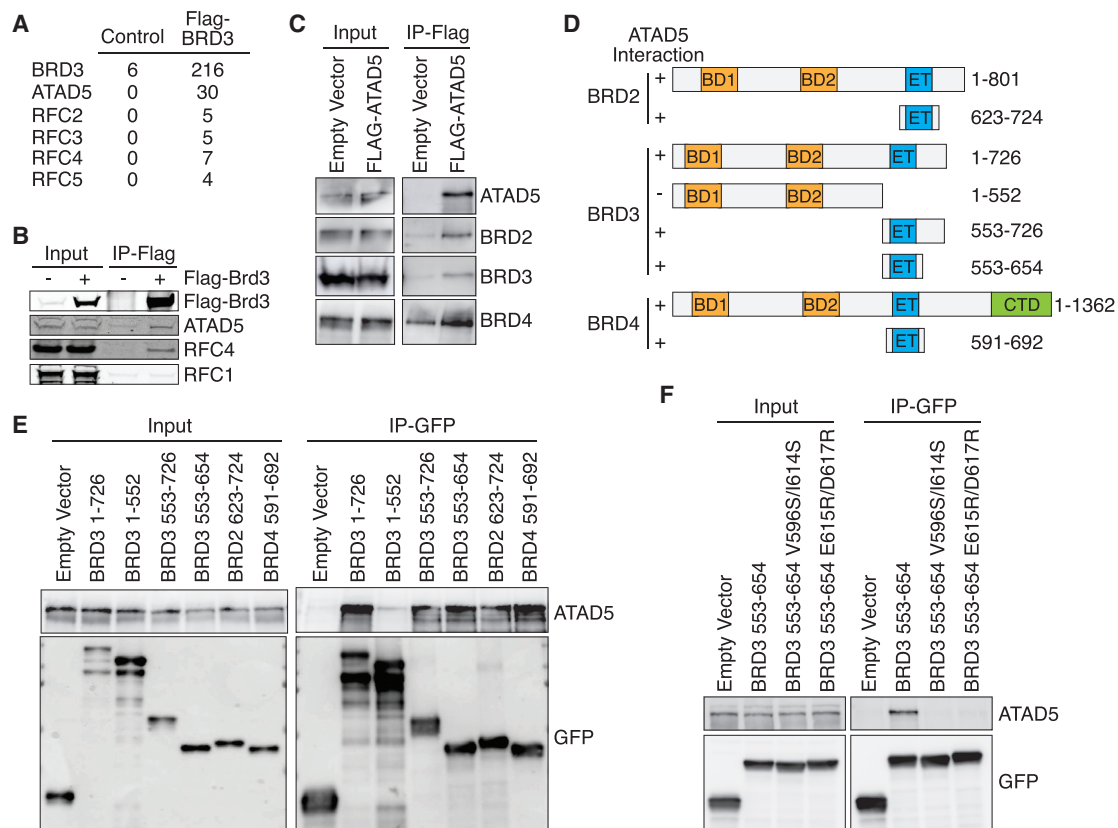 A
Control
Flag-
BRD3
BRD3 6 216
ATAD5 0 30
RFC2 0 5
RFC3 0 5
RFC4 0 7
RFC5 0 4
B
Input IP-Flag
- + - + Flag-Brd3
Flag-Brd3
ATAD5
RFC4
RFC1
C
Input IP-Flag
Empty Vector
FLAG-ATAD5
Empty Vector
FLAG-ATAD5
ATAD5
BRD2
BRD3
BRD4
D
ATAD5
Interaction
BRD2
+ BD1 BD2 ET 1-801
+ ET 623-724
BRD3
+ BD1 BD2 ET 1-726
- BD1 BD2 1-552
+ ET 553-726
+ ET 553-654
BRD4
+ BD1 BD2 ET CTD 1-1362
+ ET 591-692
E
Input IP-GFP
Empty Vector
BRD3 1-726
BRD3 1-552
BRD3 553-726
BRD3 553-654
BRD2 623-724
BRD4 591-692
Empty Vector
BRD3 1-726
BRD3 1-552
BRD3 553-726
BRD3 553-654
BRD2 623-724
BRD4 591-692
ATAD5
GFP
F
Input IP-GFP
Empty Vector
BRD3 553-654
BRD3 553-654 V596S/I614S
BRD3 553-654 E615R/D617R
Empty Vector
BRD3 553-654
BRD3 553-654 V596S/I614S
BRD3 553-654 E615R/D617R
ATAD5
GFP